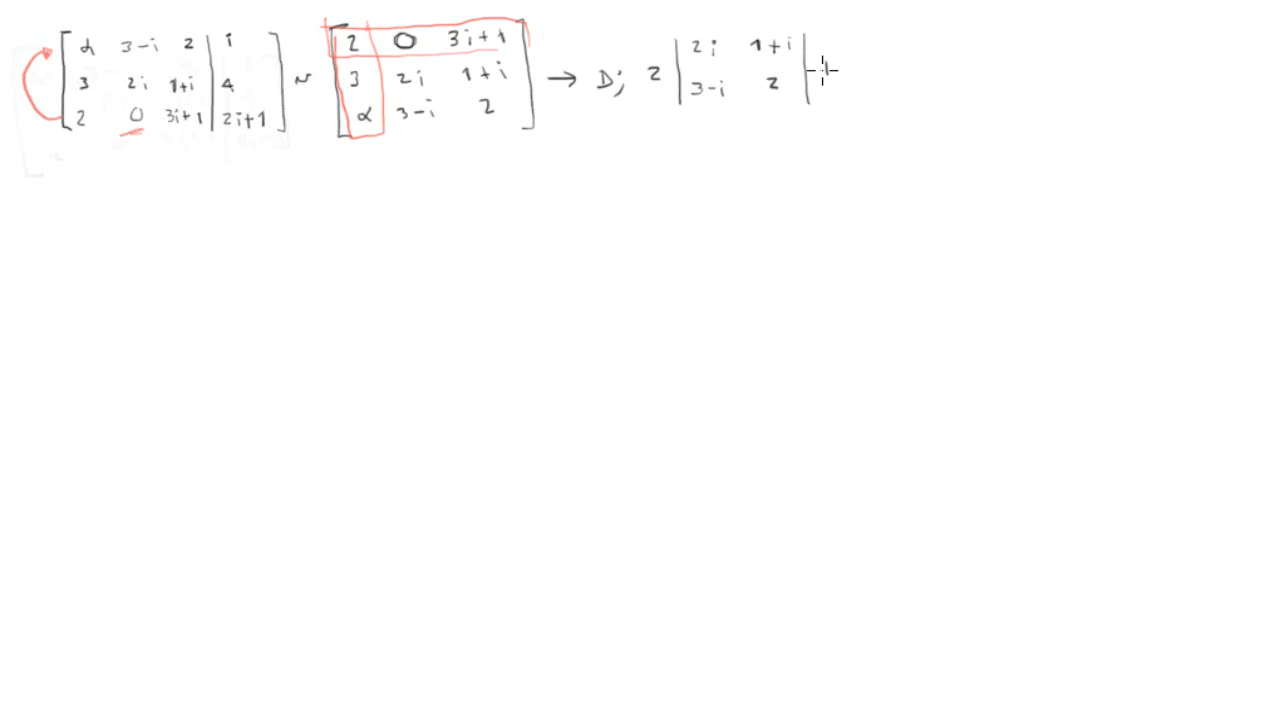 [ α 3-i 2 | i ] ~ [ 2 0 3i+1 ] → D; 2 | 2i 1+i |
[ 3 2i 1+i | 4 ] [ 3 2i 1+i ] | 3-i 2 |
[ 2 0 3i+1 | 2i+1 ] [ α 3-i 2 ]